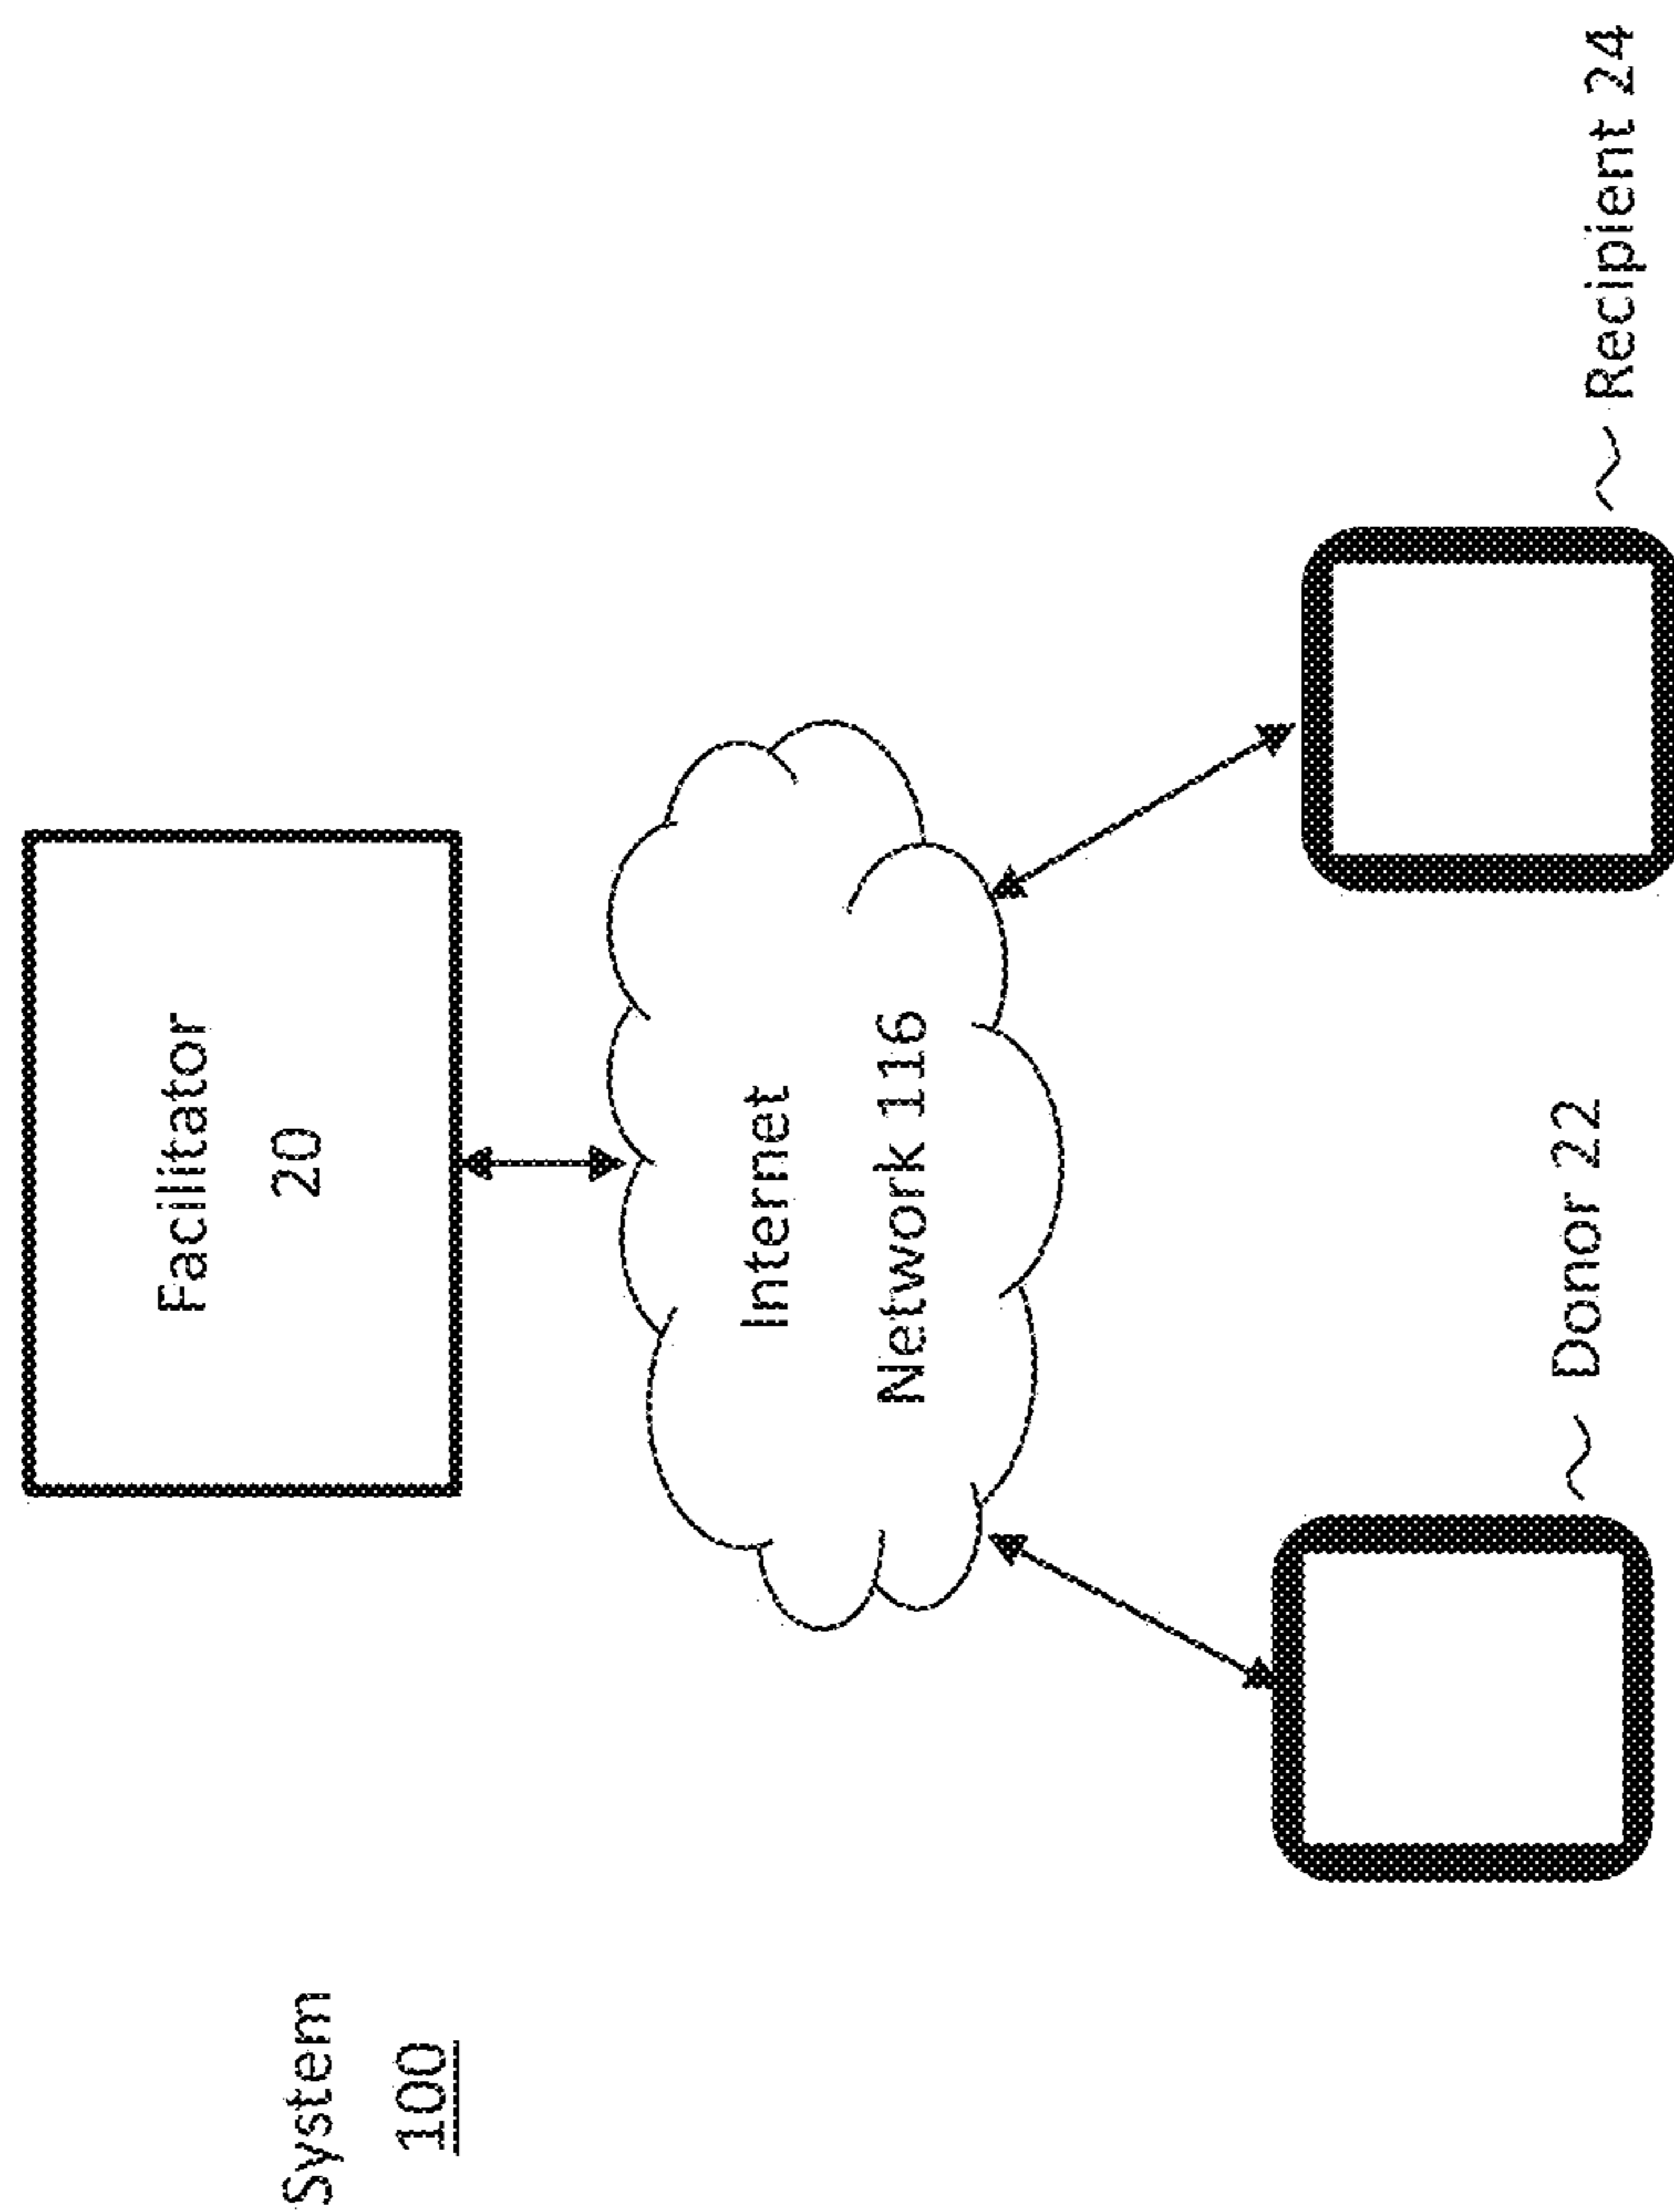 System
100
Facilitator
20
Internet
Network 116
Donor 22
Recipient 24